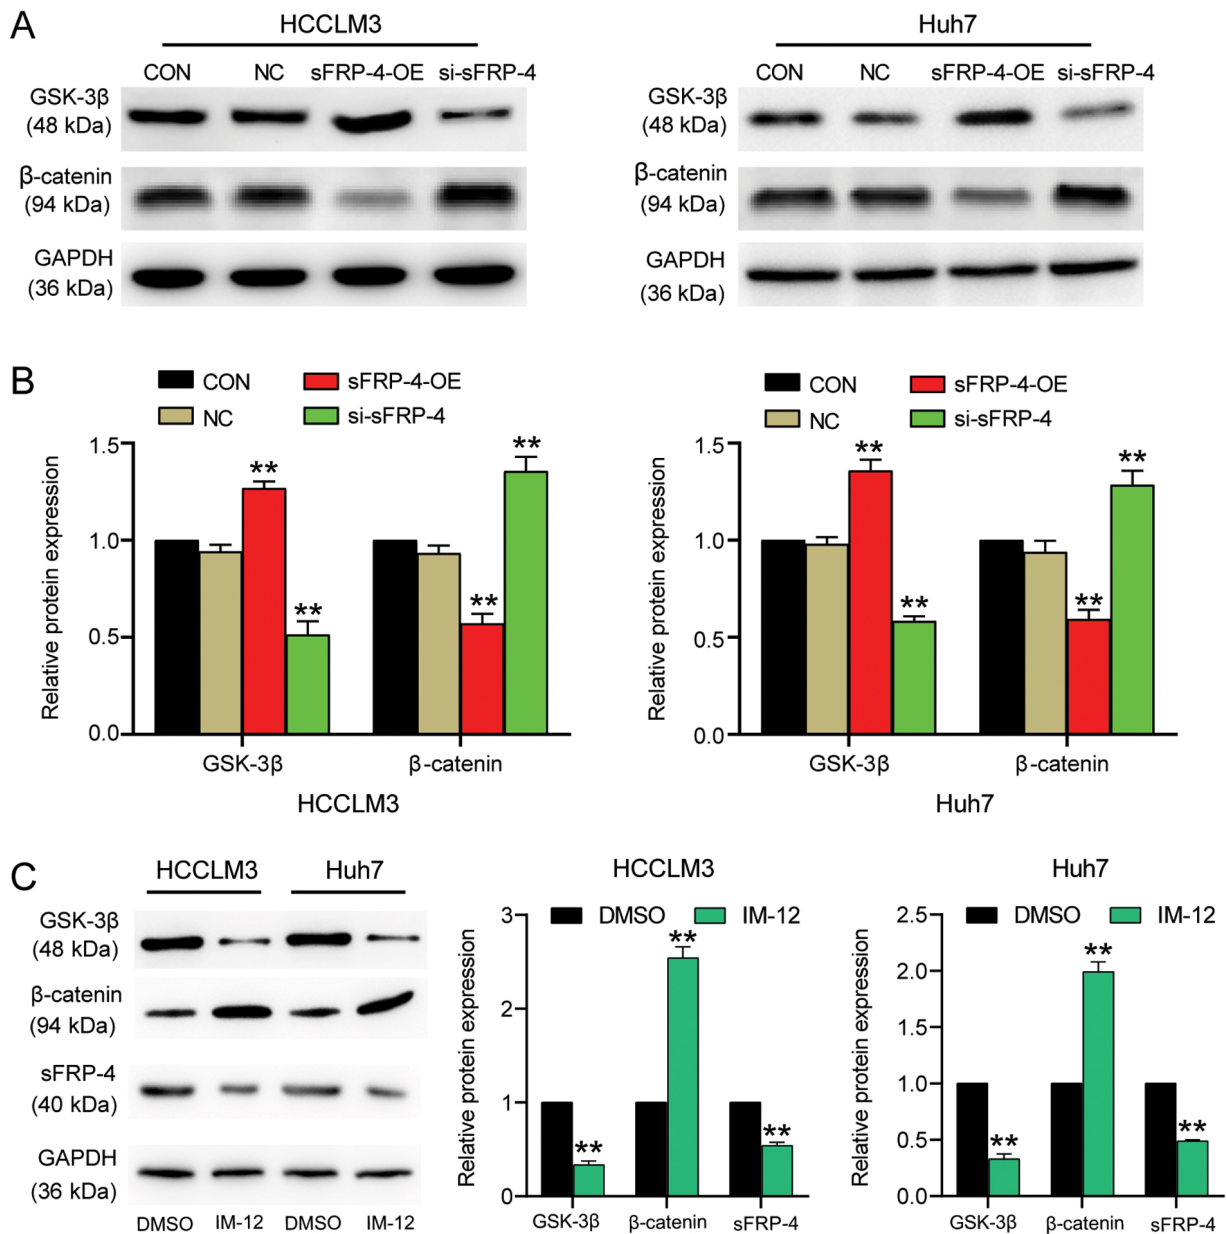 A
HCCLM3
CON NC sFRP-4-OE si-sFRP-4
GSK-3β
(48 kDa)
β-catenin
(94 kDa)
GAPDH
(36 kDa)
Huh7
CON NC sFRP-4-OE si-sFRP-4
GSK-3β
(48 kDa)
β-catenin
(94 kDa)
GAPDH
(36 kDa)
B
CON sFRP-4-OE
NC si-sFRP-4
Relative protein expression
1.5
1.0
0.5
0.0
** ** ** **
GSK-3β β-catenin
HCCLM3
CON sFRP-4-OE
NC si-sFRP-4
Relative protein expression
1.5
1.0
0.5
0.0
** ** ** **
GSK-3β β-catenin
Huh7
C
HCCLM3 Huh7
GSK-3β
(48 kDa)
β-catenin
(94 kDa)
sFRP-4
(40 kDa)
GAPDH
(36 kDa)
DMSO IM-12 DMSO IM-12
HCCLM3
DMSO IM-12
Relative protein expression
3
2
1
0
** ** **
GSK-3β β-catenin sFRP-4
Huh7
DMSO IM-12
Relative protein expression
2.5
2.0
1.5
1.0
0.5
0.0
** ** **
GSK-3β β-catenin sFRP-4